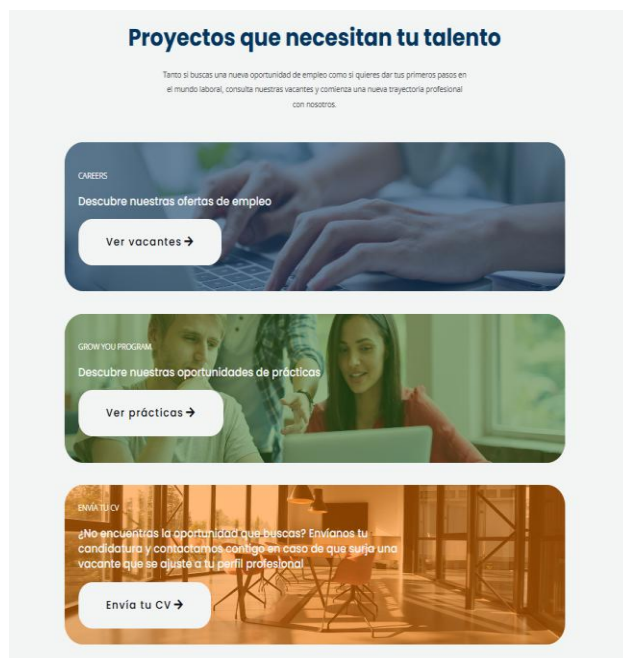 Proyectos que necesitan tu talento
Tanto si buscas una nueva oportunidad de empleo como si quieres dar tus primeros pasos en
el mundo laboral, consulta nuestras vacantes y comienza una nueva trayectoria profesional
con nosotros.
CAREERS
Descubre nuestras ofertas de empleo
Ver vacantes →
GROW YOU PROGRAM
Descubre nuestras oportunidades de prácticas
Ver prácticas →
ENVÍA TU CV
¿No encuentras la oportunidad que buscas? Envíanos tu
candidatura y contactamos contigo en caso de que surja una
vacante que se ajuste a tu perfil profesional
Envía tu CV →